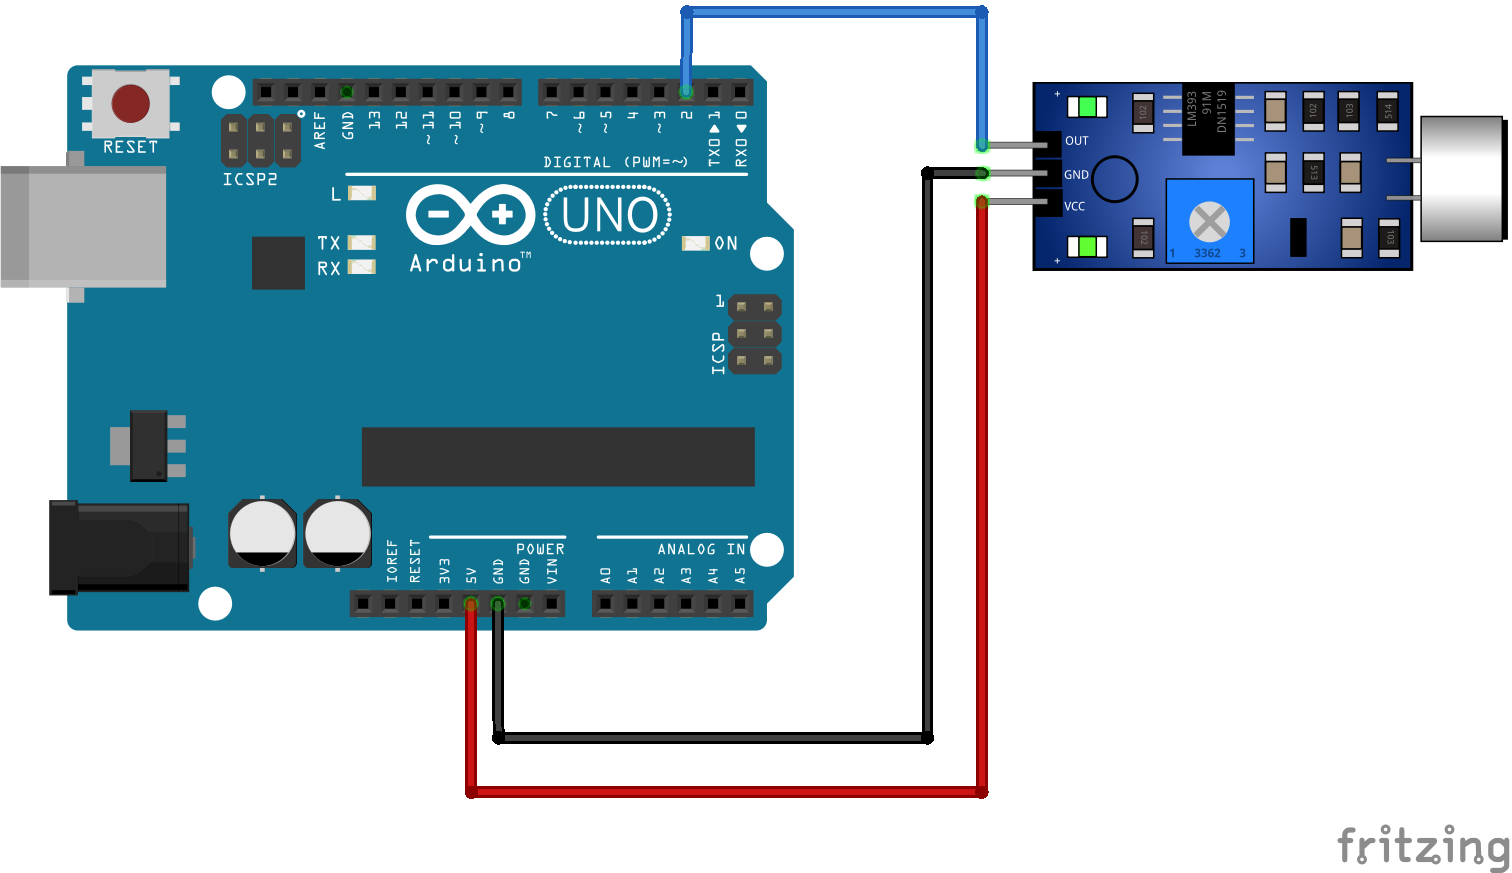 RESET
ICSP2
AREF
GND
13
12
~11
~10
~9
8
7
~6
~5
4
~3
2
TX0▶1
RX0◀0
DIGITAL (PWM=~)
L
TX
RX
UNO
Arduino™
ON
1
ICSP
IOREF
RESET
3V3
5V
GND
GND
VIN
POWER
ANALOG IN
A0
A1
A2
A3
A4
A5
OUT
GND
VCC
+
+
102
LM393
91M
DN1519
102
103
514
513
102
103
1 3362 3
fritzing